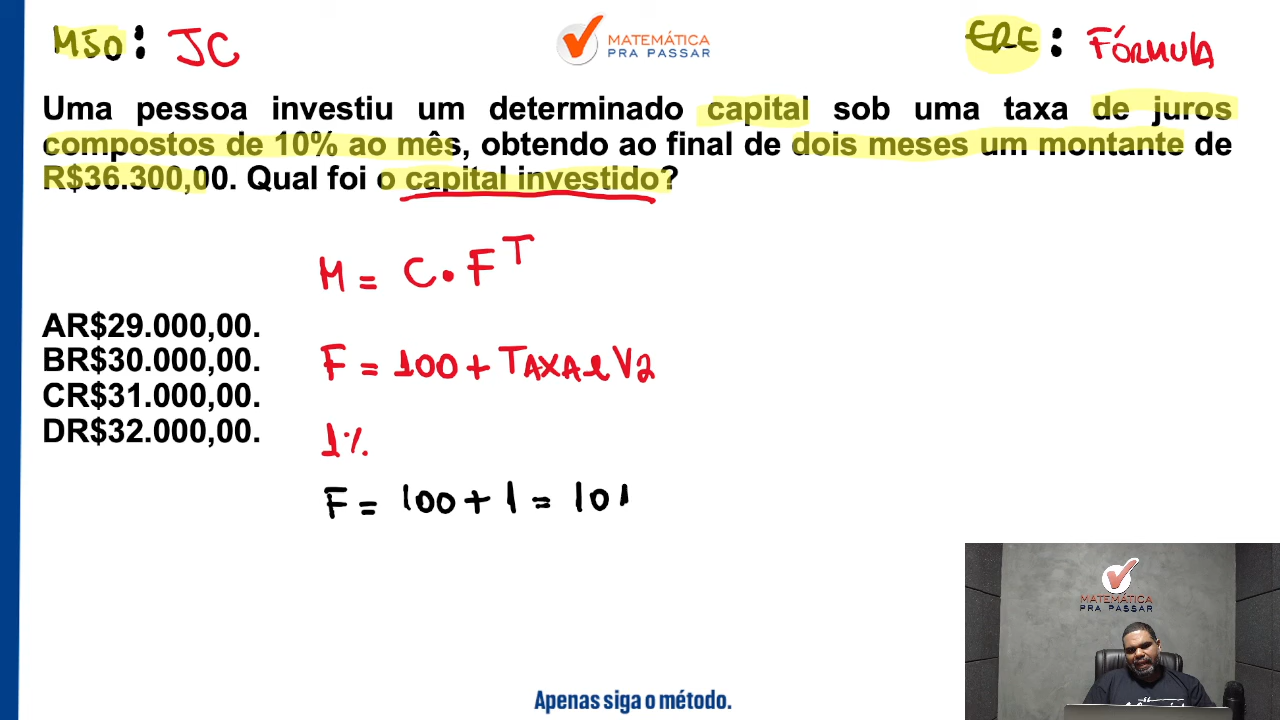 M50: JC
MATEMÁTICA
PRA PASSAR
: FÓRMULA
Uma pessoa investiu um determinado capital sob uma taxa de juros
compostos de 10% ao mês, obtendo ao final de dois meses um montante de
R$36.300,00. Qual foi o capital investido?
M = C . F^T
AR$29.000,00.
BR$30.000,00.
F = 100 + TAXA e V2
CR$31.000,00.
DR$32.000,00.
1%
F = 100 + 1 = 101
MATEMÁTICA
PRA PASSAR
Apenas siga o método.